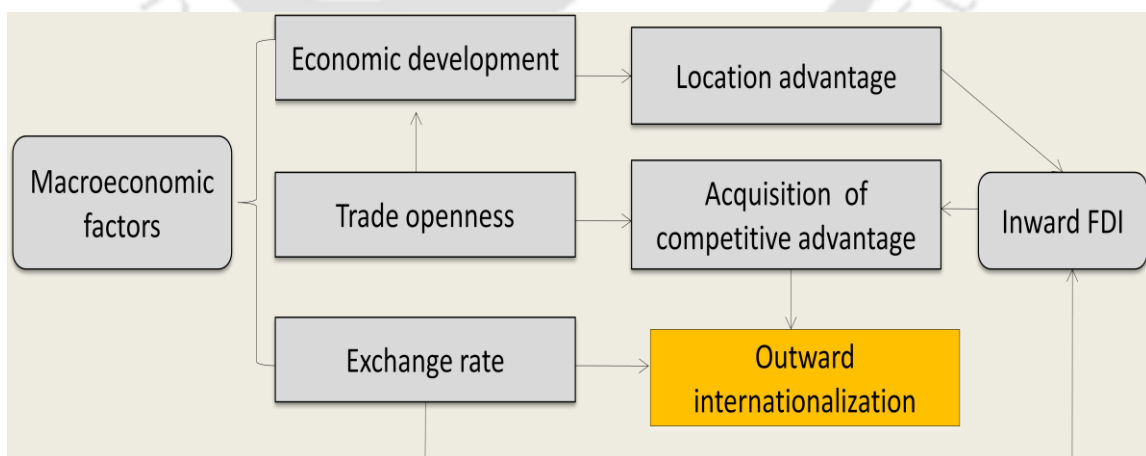 Economic development
Location advantage
Macroeconomic
factors
Trade openness
Acquisition of
competitive advantage
Inward FDI
Exchange rate
Outward
internationalization